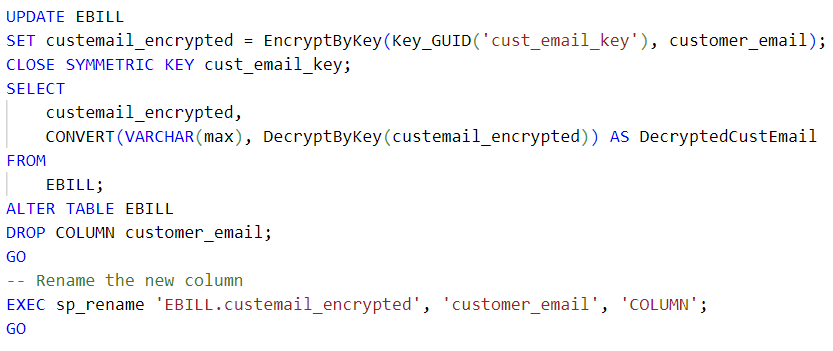 UPDATE EBILL
SET custemail_encrypted = EncryptByKey(Key_GUID('cust_email_key'), customer_email);
CLOSE SYMMETRIC KEY cust_email_key;
SELECT
    custemail_encrypted,
    CONVERT(VARCHAR(max), DecryptByKey(custemail_encrypted)) AS DecryptedCustEmail
FROM
    EBILL;
ALTER TABLE EBILL
DROP COLUMN customer_email;
GO
-- Rename the new column
EXEC sp_rename 'EBILL.custemail_encrypted', 'customer_email', 'COLUMN';
GO